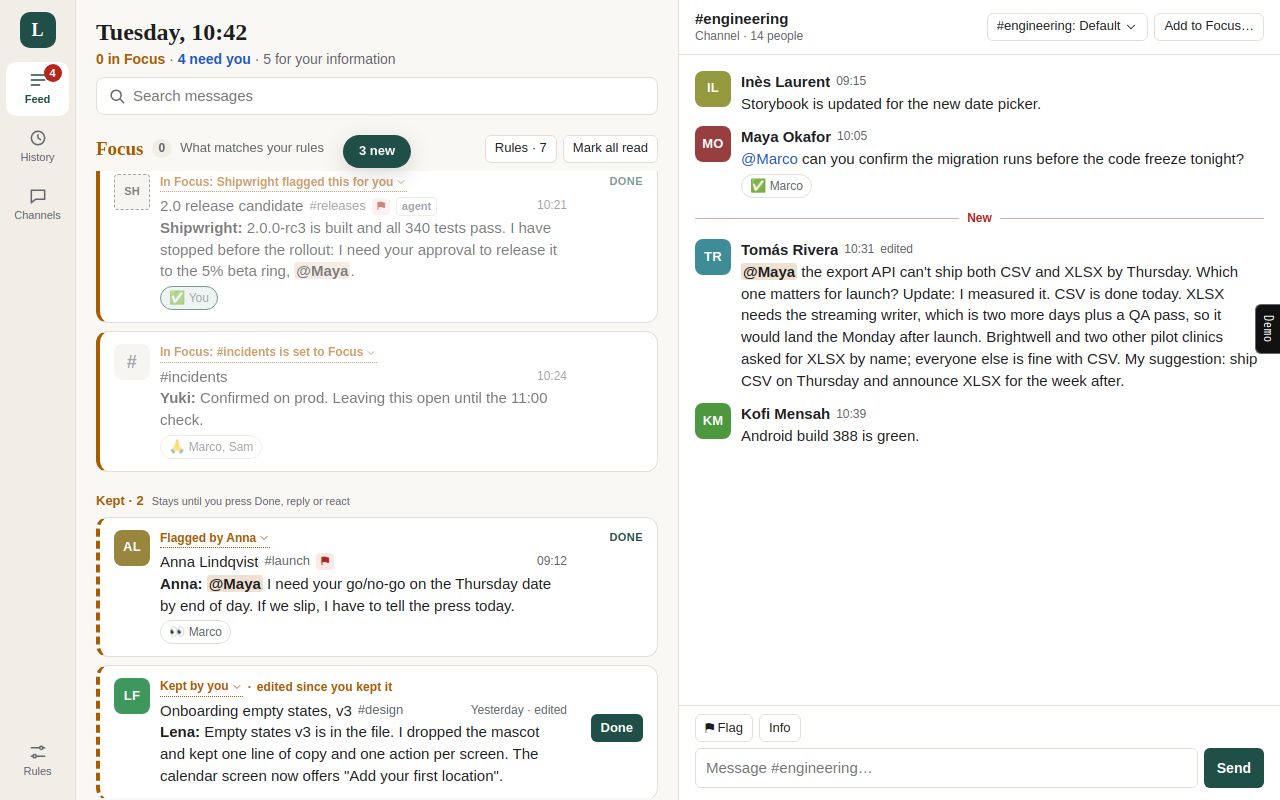 L
4
Feed
History
Channels
Rules
Tuesday, 10:42
0 in Focus · 4 need you · 5 for your information
Search messages
Focus 0 What matches your rules
3 new
Rules · 7
Mark all read
SH
In Focus: Shipwright flagged this for you
DONE
2.0 release candidate #releases agent 10:21
Shipwright: 2.0.0-rc3 is built and all 340 tests pass. I have
stopped before the rollout: I need your approval to release it
to the 5% beta ring, @Maya.
✅ You
#
In Focus: #incidents is set to Focus
#incidents 10:24
Yuki: Confirmed on prod. Leaving this open until the 11:00
check.
🙏 Marco, Sam
Kept · 2 Stays until you press Done, reply or react
AL
Flagged by Anna
DONE
Anna Lindqvist #launch 09:12
Anna: @Maya I need your go/no-go on the Thursday date
by end of day. If we slip, I have to tell the press today.
👀 Marco
LF
Kept by you · edited since you kept it
Onboarding empty states, v3 #design Yesterday · edited
Lena: Empty states v3 is in the file. I dropped the mascot
and kept one line of copy and one action per screen. The
calendar screen now offers "Add your first location".
Done
#engineering
Channel · 14 people
#engineering: Default
Add to Focus…
IL
Inès Laurent 09:15
Storybook is updated for the new date picker.
MO
Maya Okafor 10:05
@Marco can you confirm the migration runs before the code freeze tonight?
✅ Marco
New
TR
Tomás Rivera 10:31 edited
@Maya the export API can't ship both CSV and XLSX by Thursday. Which
one matters for launch? Update: I measured it. CSV is done today. XLSX
needs the streaming writer, which is two more days plus a QA pass, so it
would land the Monday after launch. Brightwell and two other pilot clinics
asked for XLSX by name; everyone else is fine with CSV. My suggestion: ship
CSV on Thursday and announce XLSX for the week after.
KM
Kofi Mensah 10:39
Android build 388 is green.
Demo
Flag
Info
Message #engineering…
Send